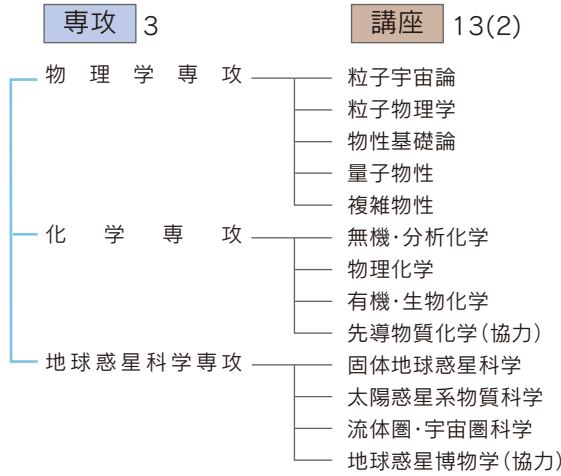 専攻 3 講座 13(2)
物理学専攻 粒子宇宙論
粒子物理学
物性基礎論
量子物性
複雑物性
化学専攻 無機・分析化学
物理化学
有機・生物化学
先導物質化学(協力)
地球惑星科学専攻 固体地球惑星科学
太陽惑星系物質科学
流体圏・宇宙圏科学
地球惑星博物学(協力)